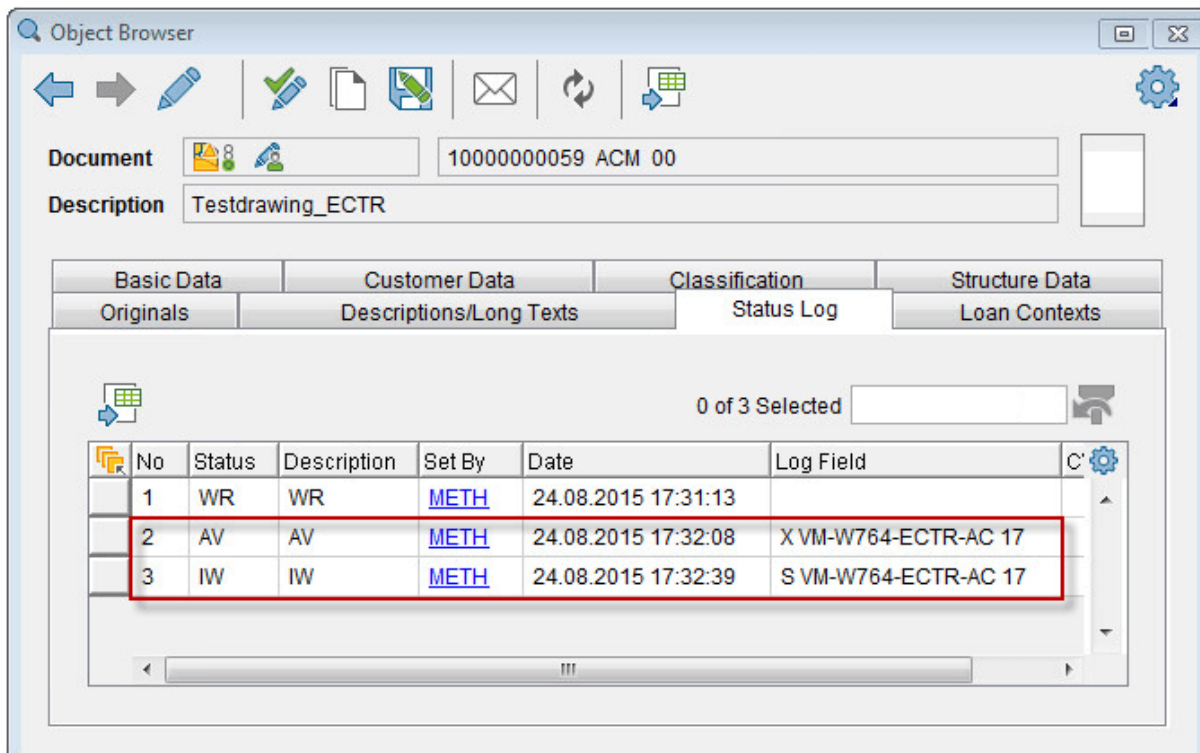 Object Browser
Document 10000000059 ACM 00
Description Testdrawing_ECTR
Basic Data Customer Data Classification Structure Data
Originals Descriptions/Long Texts Status Log Loan Contexts
0 of 3 Selected
No Status Description Set By Date Log Field
1 WR WR METH 24.08.2015 17:31:13
2 AV AV METH 24.08.2015 17:32:08 X VM-W764-ECTR-AC 17
3 IW IW METH 24.08.2015 17:32:39 S VM-W764-ECTR-AC 17